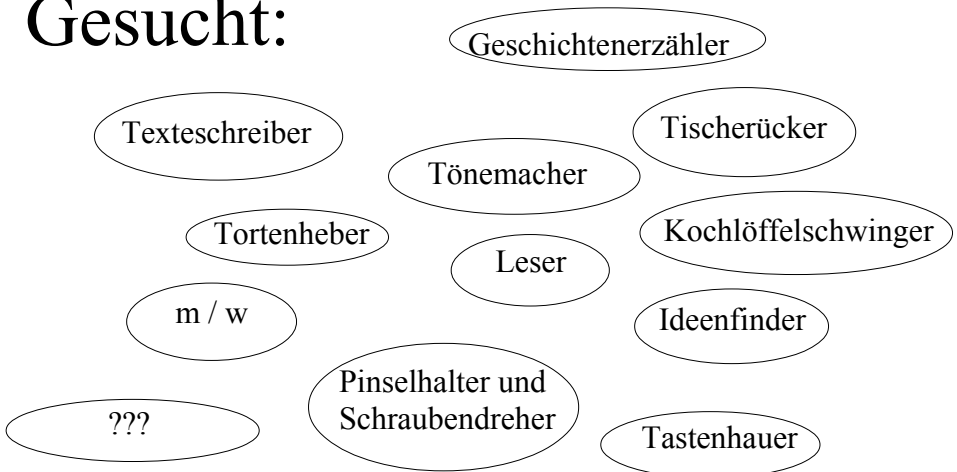 Gesucht:
Geschichtenerzähler
Texteschreiber
Tischerücker
Tönemacher
Tortenheber
Kochlöffelschwinger
Leser
m / w
Ideenfinder
Pinselhalter und
Schraubendreher
???
Tastenhauer